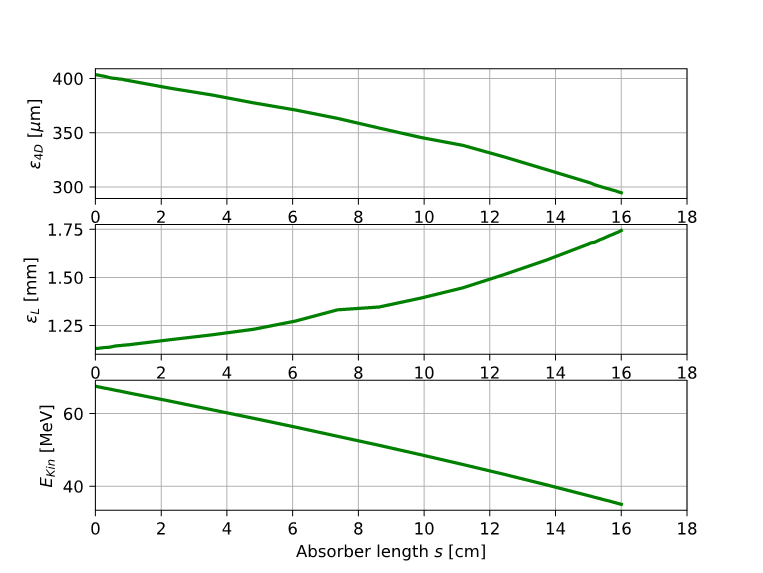 400
350
300
ε4D [μm]
0 2 4 6 8 10 12 14 16 18
1.75
1.50
1.25
εL [mm]
0 2 4 6 8 10 12 14 16 18
60
40
EKin [MeV]
0 2 4 6 8 10 12 14 16 18
Absorber length s [cm]